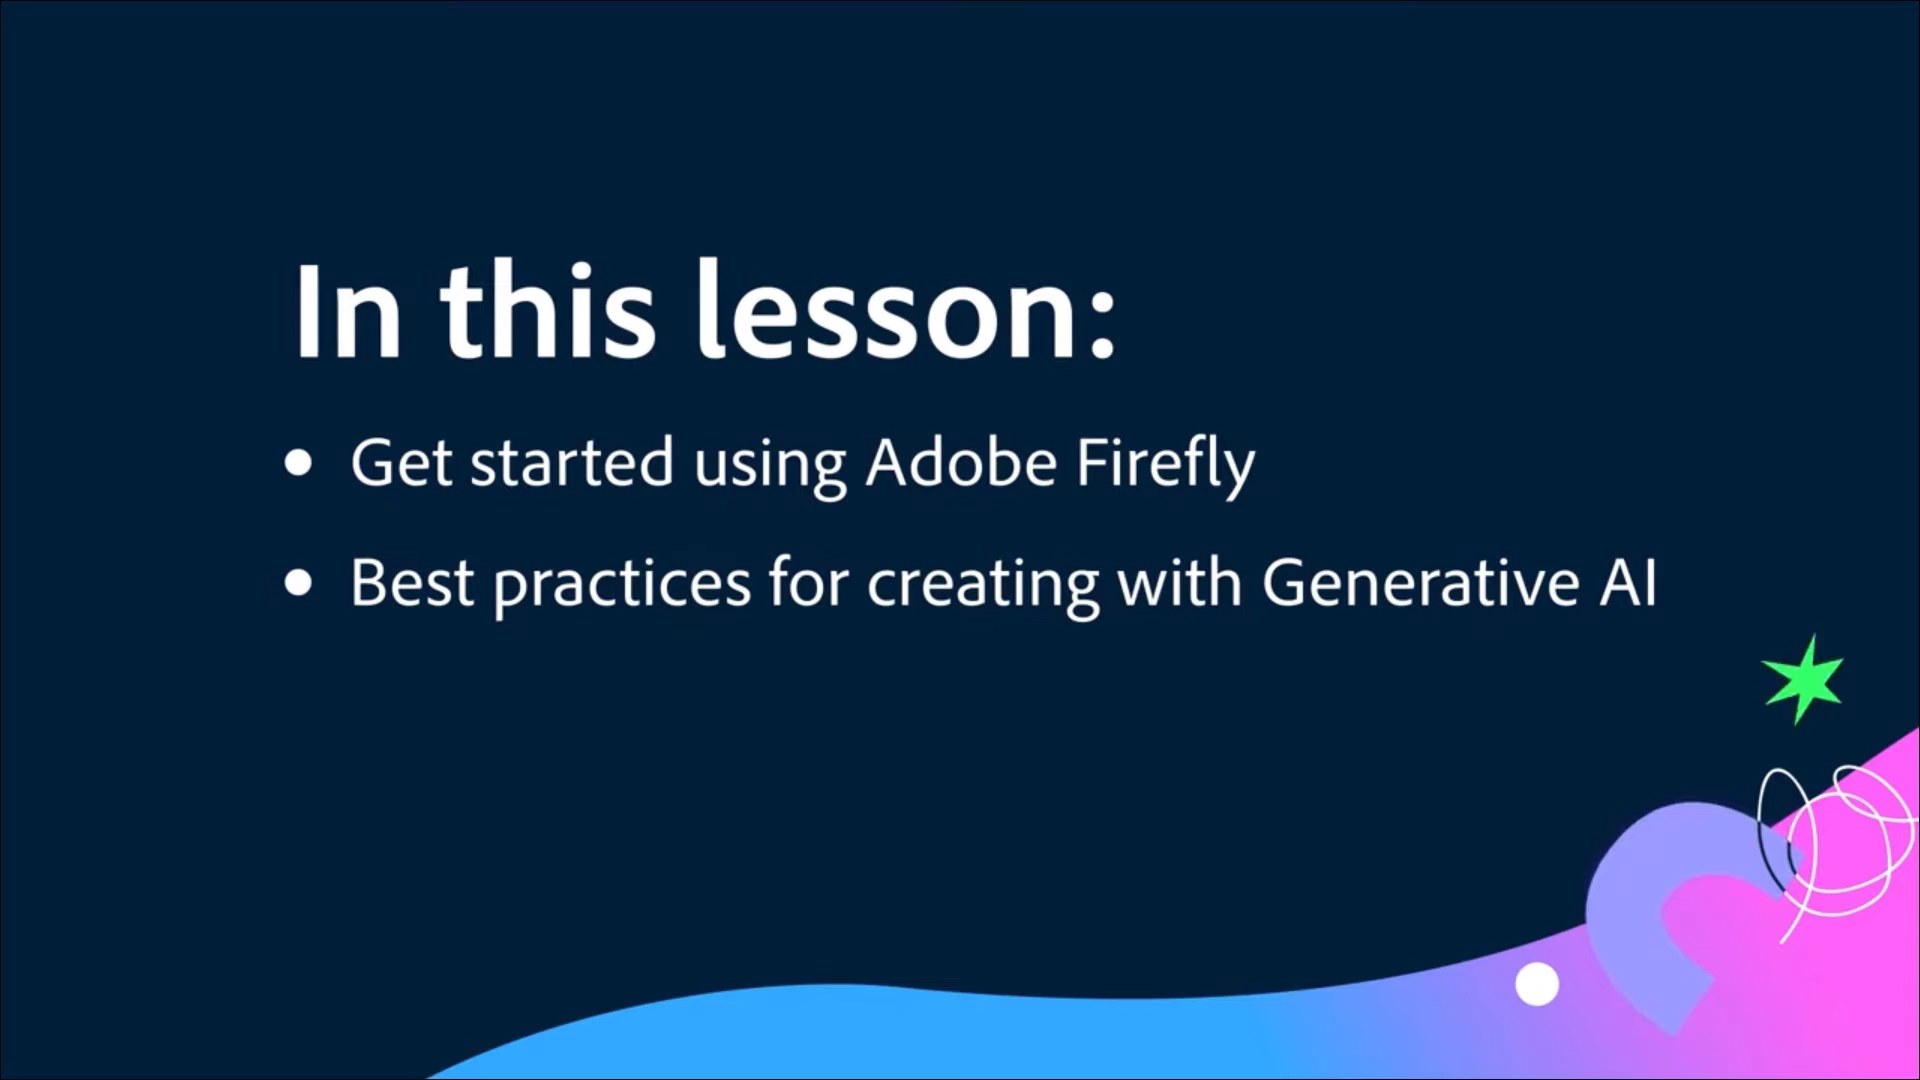 In this lesson:
• Get started using Adobe Firefly
• Best practices for creating with Generative AI